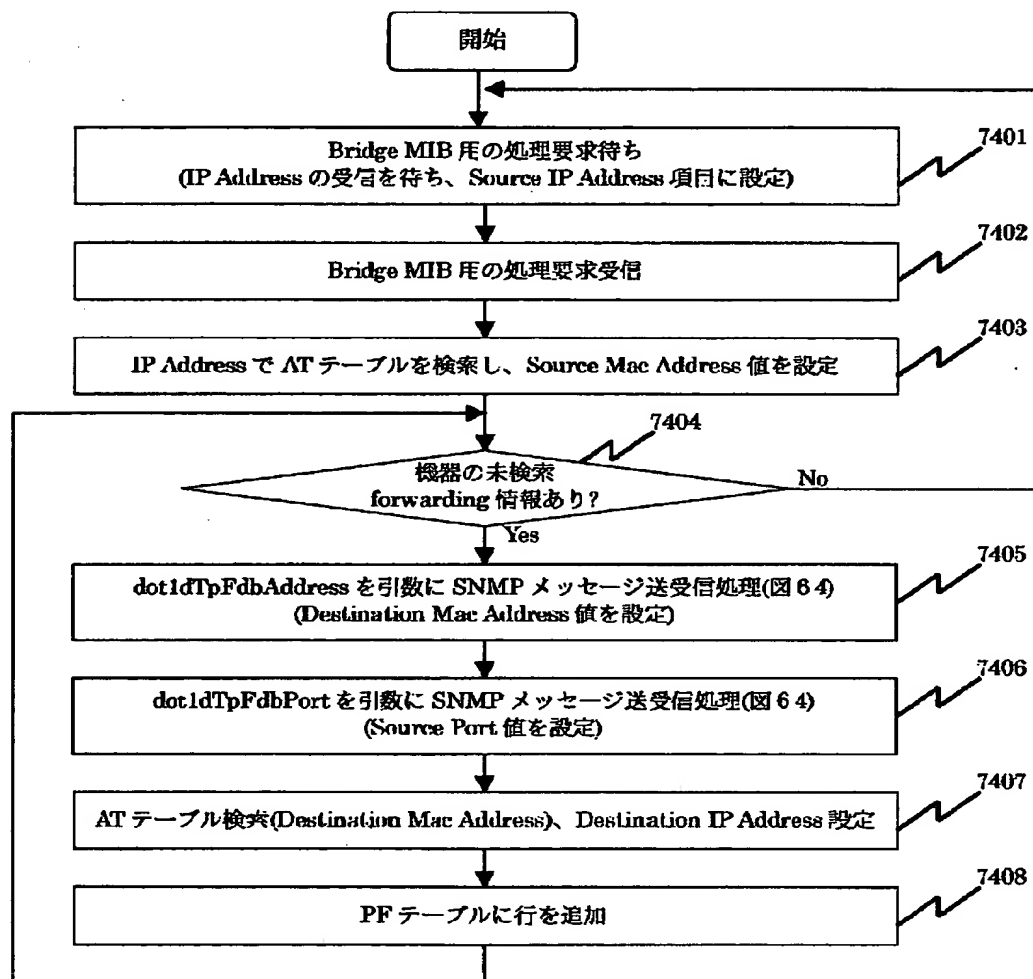 開始
7401
Bridge MIB 用の処理要求待ち
(IP Address の受信を待ち、Source IP Address 項目に設定)
7402
Bridge MIB 用の処理要求受信
7403
IP Address で AT テーブルを検索し、Source Mac Address 値を設定
7404
機器の未検索
forwarding 情報あり?
No
Yes
7405
dot1dTpFdbAddress を引数に SNMP メッセージ送受信処理(図64)
(Destination Mac Address 値を設定)
7406
dot1dTpFdbPort を引数に SNMP メッセージ送受信処理(図64)
(Source Port 値を設定)
7407
AT テーブル検索(Destination Mac Address)、Destination IP Address 設定
7408
PF テーブルに行を追加